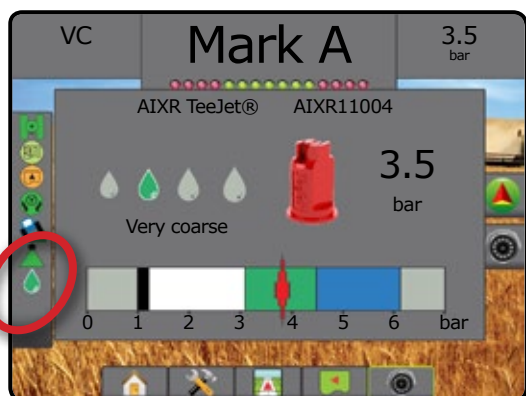 VC
Mark A
3.5
bar
AIXR TeeJet® AIXR11004
3.5
bar
Very coarse
0 1 2 3 4 5 6 bar